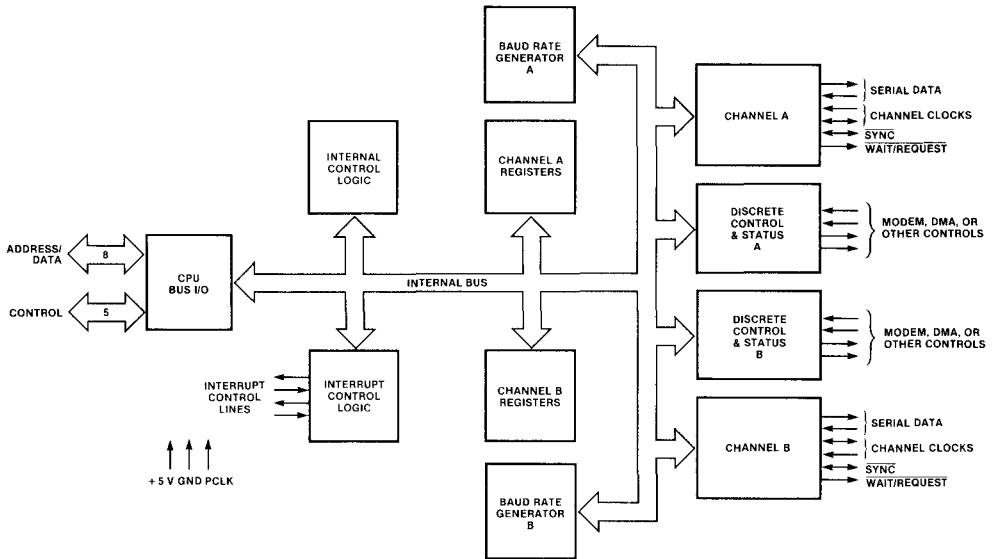 BAUD RATE
GENERATOR
A
CHANNEL A
SERIAL DATA
CHANNEL CLOCKS
SYNC
WAIT/REQUEST
INTERNAL
CONTROL
LOGIC
CHANNEL A
REGISTERS
DISCRETE
CONTROL
& STATUS
A
MODEM, DMA, OR
OTHER CONTROLS
ADDRESS/
DATA
8
CPU
BUS I/O
INTERNAL BUS
CONTROL
5
DISCRETE
CONTROL
& STATUS
B
MODEM, DMA, OR
OTHER CONTROLS
INTERRUPT
CONTROL
LINES
INTERRUPT
CONTROL
LOGIC
CHANNEL B
REGISTERS
CHANNEL B
SERIAL DATA
CHANNEL CLOCKS
SYNC
WAIT/REQUEST
+ 5 V GND PCLK
BAUD RATE
GENERATOR
B